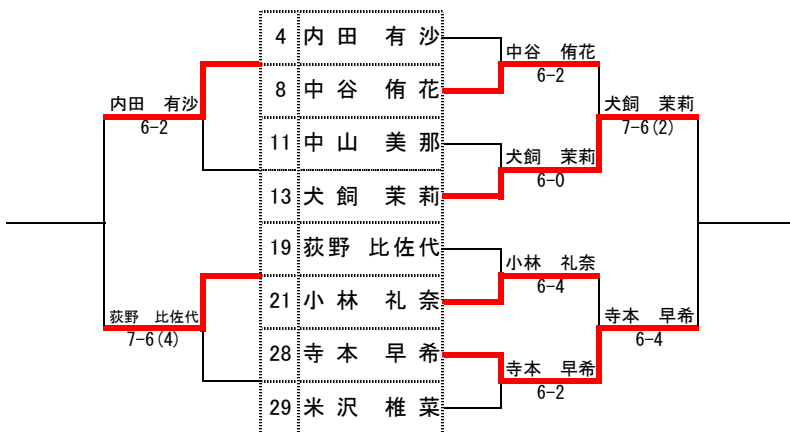 4 内田 有沙
中谷 侑花
6-2
8 中谷 侑花
内田 有沙
6-2
犬飼 茉莉
7-6(2)
11 中山 美那
犬飼 茉莉
6-0
13 犬飼 茉莉
19 荻野 比佐代
小林 礼奈
6-4
21 小林 礼奈
荻野 比佐代
7-6(4)
寺本 早希
6-4
28 寺本 早希
寺本 早希
6-2
29 米沢 椎菜